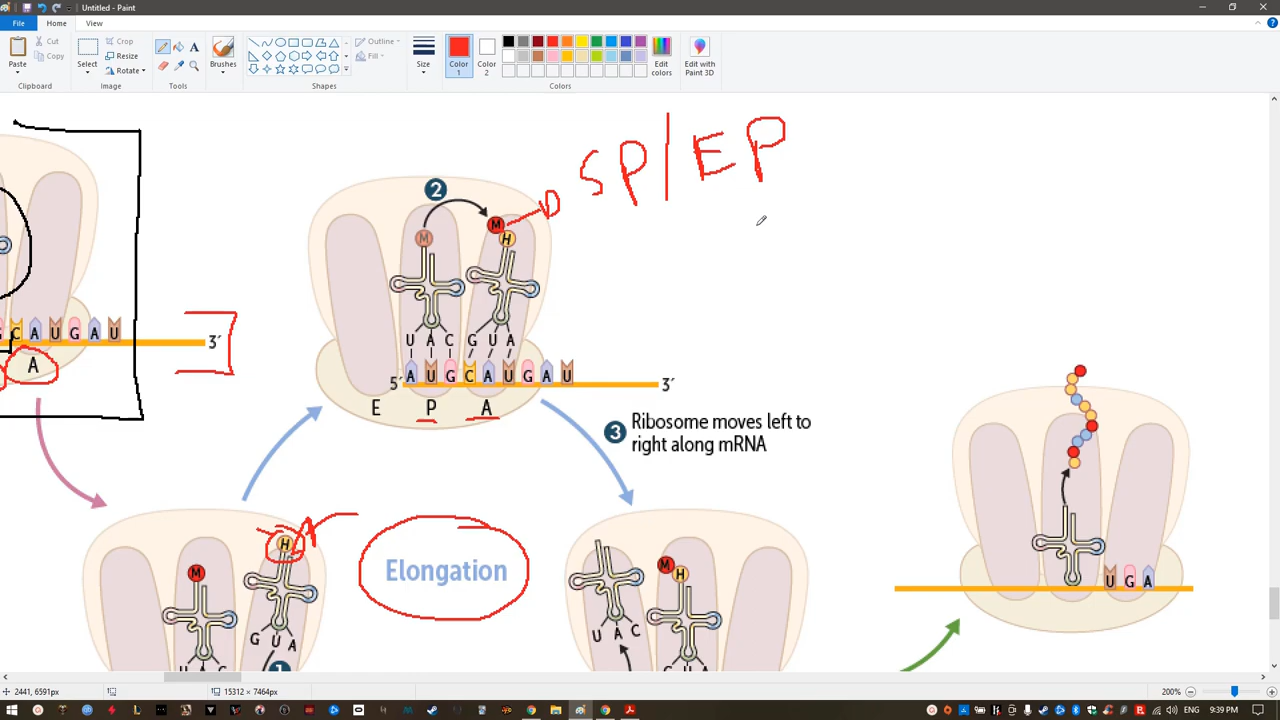 Untitled - Paint
File Home View
Paste
Cut
Copy
Clipboard
Select
Crop
Resize
Rotate
Image
A
Tools
Brushes
Shapes
Outline
Fill
Size
Color 1
Color 2
Colors
Edit colors
Edit with Paint 3D
SP/EP
2
M
M
H
C A U G A U
3´
A
U A C G U A
5´ A U G C A U G A U
3´
E P A
3 Ribosome moves left to
right along mRNA
H
M
G U A
U A C
1
Elongation
M H
U A C
G U A
U G A
2441, 6591px
15312 × 7464px
200%
ENG 9:39 PM